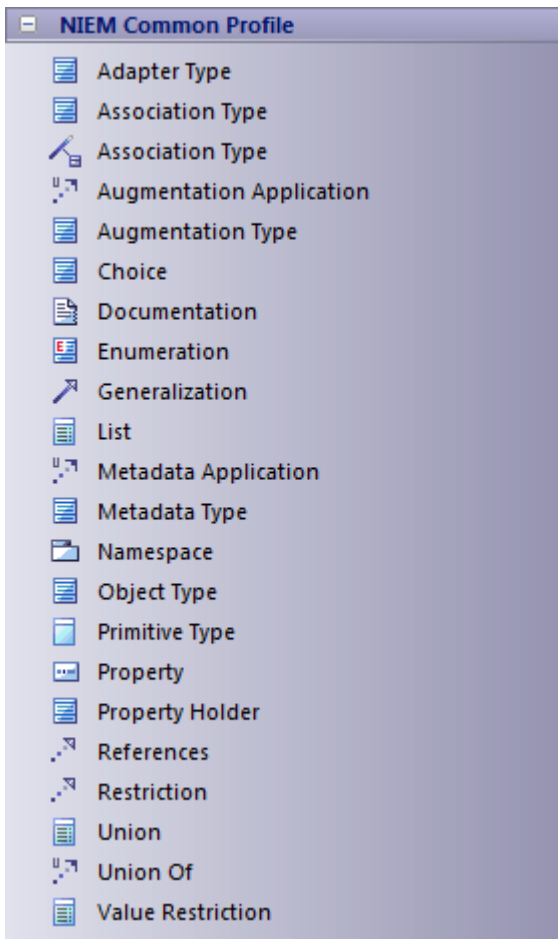 NIEM Common Profile
Adapter Type
Association Type
Association Type
Augmentation Application
Augmentation Type
Choice
Documentation
Enumeration
Generalization
List
Metadata Application
Metadata Type
Namespace
Object Type
Primitive Type
Property
Property Holder
References
Restriction
Union
Union Of
Value Restriction